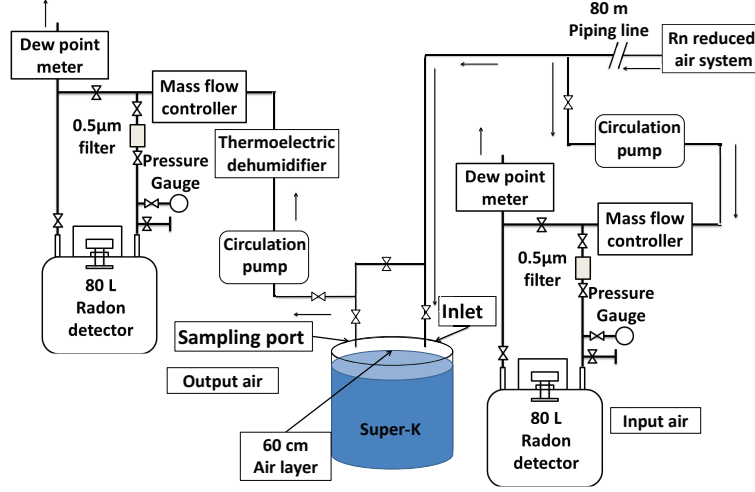 80 m
Piping line
Rn reduced
air system
Dew point
meter
Mass flow
controller
0.5μm
filter
Thermoelectric
dehumidifier
Circulation
pump
Pressure
Gauge
Dew point
meter
Circulation
pump
Mass flow
controller
0.5μm
filter
80 L
Radon
detector
Pressure
Gauge
Inlet
Sampling port
Output air
Super-K
60 cm
Air layer
80 L
Radon
detector
Input air